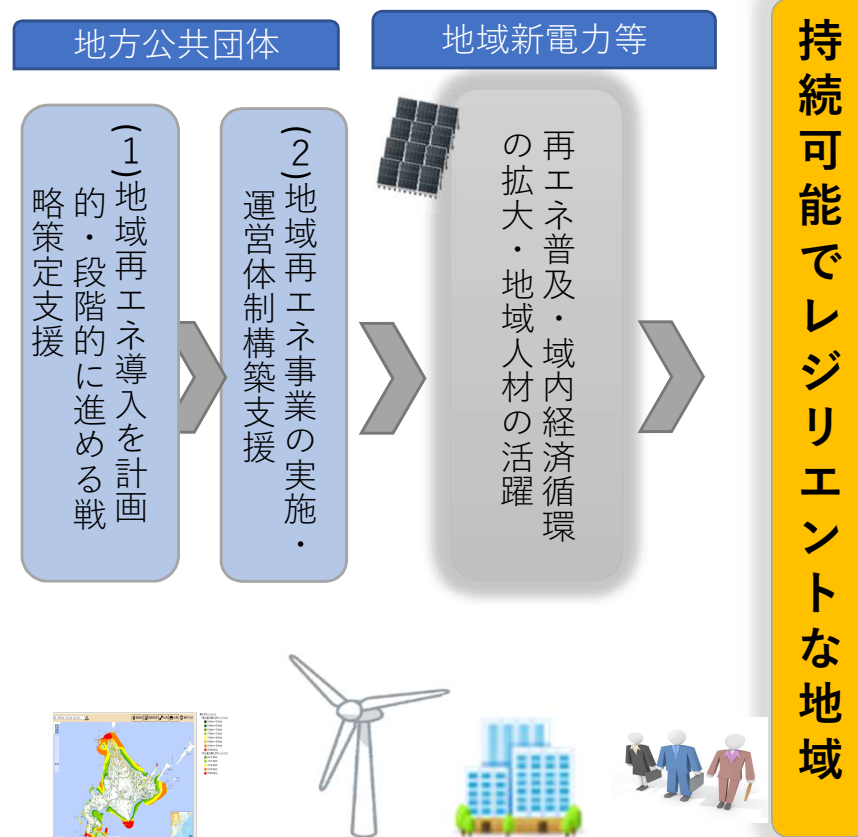 地方公共団体
地域新電力等
(1)地域再エネ導入を計画
的・段階的に進める戦
略策定支援
(2)地域再エネ事業の実施・
運営体制構築支援
再エネ普及・域内経済循環
の拡大・地域人材の活躍
持続可能でレジリエントな地域